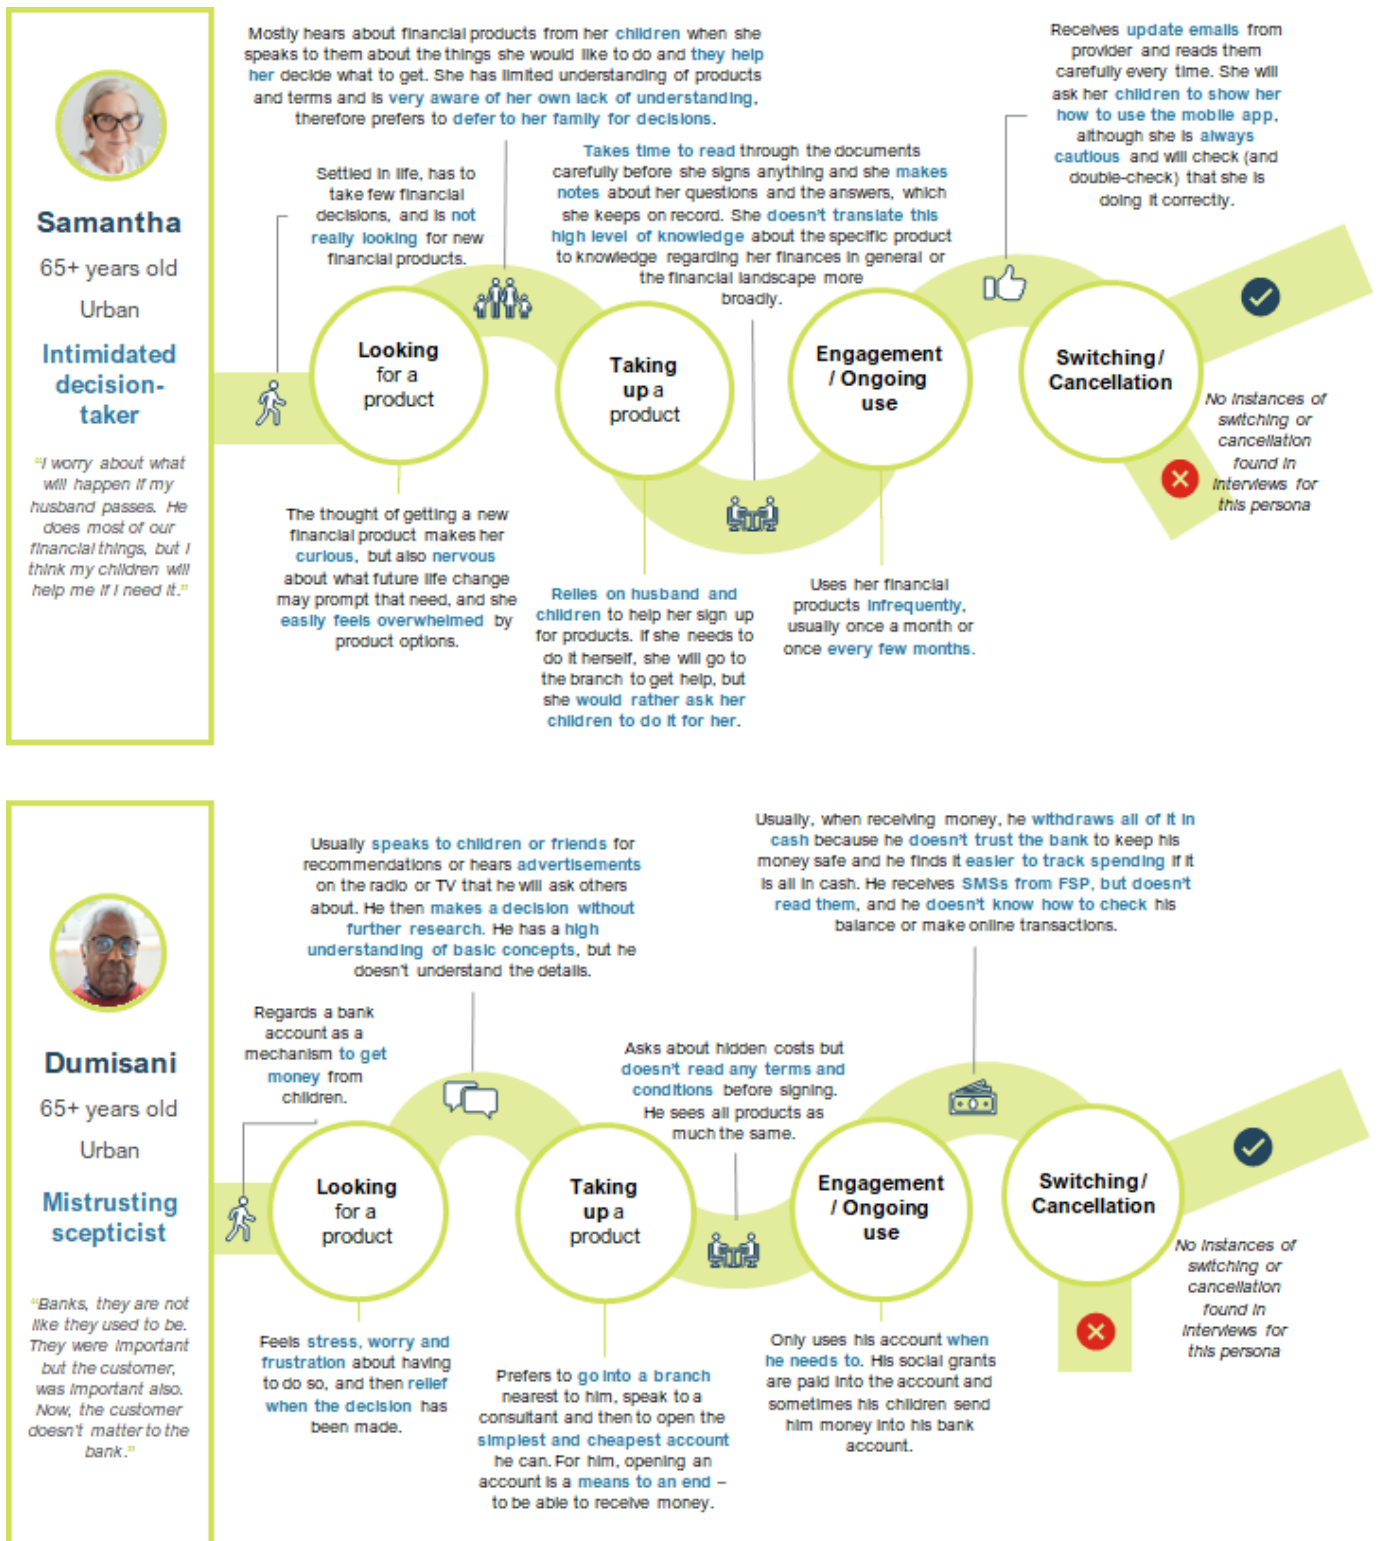 Samantha
65+ years old
Urban
Intimidated
decision-
taker
"I worry about what
will happen if my
husband passes. He
does most of our
financial things, but I
think my children will
help me if I need it."
Mostly hears about financial products from her children when she
speaks to them about the things she would like to do and they help
her decide what to get. She has limited understanding of products
and terms and is very aware of her own lack of understanding,
therefore prefers to defer to her family for decisions.
Settled in life, has to
take few financial
decisions, and is not
really looking for new
financial products.
Takes time to read through the documents
carefully before she signs anything and she makes
notes about her questions and the answers, which
she keeps on record. She doesn't translate this
high level of knowledge about the specific product
to knowledge regarding her finances in general or
the financial landscape more
broadly.
Receives update emails from
provider and reads them
carefully every time. She will
ask her children to show her
how to use the mobile app,
although she is always
cautious and will check (and
double-check) that she is
doing it correctly.
Looking
for a
product
Taking
up a
product
Engagement
/ Ongoing
use
Switching/
Cancellation
No instances of
switching or
cancellation
found in
interviews for
this persona
The thought of getting a new
financial product makes her
curious, but also nervous
about what future life change
may prompt that need, and she
easily feels overwhelmed by
product options.
Relies on husband and
children to help her sign up
for products. If she needs to
do it herself, she will go to
the branch to get help, but
she would rather ask her
children to do it for her.
Uses her financial
products infrequently,
usually once a month or
once every few months.
Dumisani
65+ years old
Urban
Mistrusting
scepticist
"Banks, they are not
like they used to be.
They were important
but the customer,
was important also.
Now, the customer
doesn't matter to the
bank."
Usually speaks to children or friends for
recommendations or hears advertisements
on the radio or TV that he will ask others
about. He then makes a decision without
further research. He has a high
understanding of basic concepts, but he
doesn't understand the details.
Regards a bank
account as a
mechanism to get
money from
children.
Asks about hidden costs but
doesn't read any terms and
conditions before signing.
He sees all products as
much the same.
Usually, when receiving money, he withdraws all of it in
cash because he doesn't trust the bank to keep his
money safe and he finds it easier to track spending if it
is all in cash. He receives SMSs from FSP, but doesn't
read them, and he doesn't know how to check his
balance or make online transactions.
Looking
for a
product
Taking
up a
product
Engagement
/ Ongoing
use
Switching/
Cancellation
No instances of
switching or
cancellation
found in
interviews for
this persona
Feels stress, worry and
frustration about having
to do so, and then relief
when the decision has
been made.
Prefers to go into a branch
nearest to him, speak to a
consultant and then to open the
simplest and cheapest account
he can. For him, opening an
account is a means to an end –
to be able to receive money.
Only uses his account when
he needs to. His social grants
are paid into the account and
sometimes his children send
him money into his bank
account.